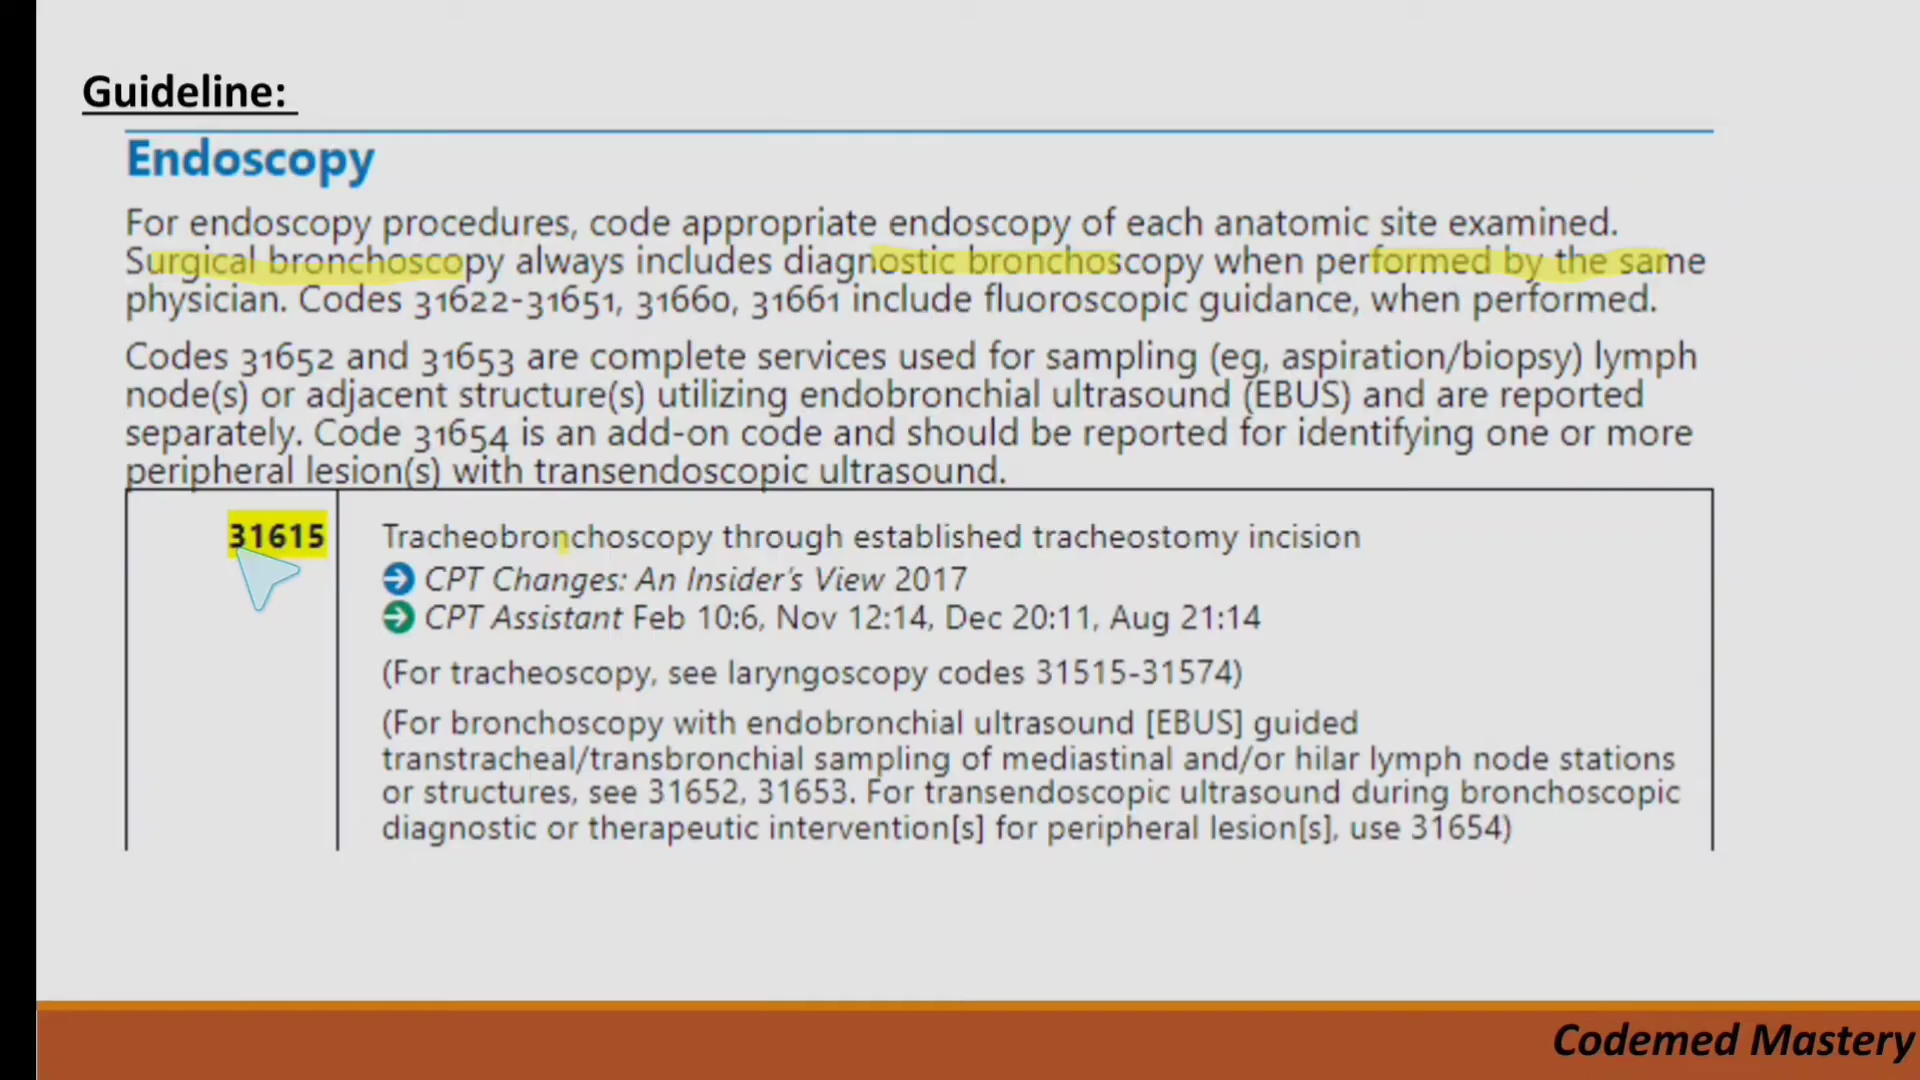 Guideline:
Endoscopy
For endoscopy procedures, code appropriate endoscopy of each anatomic site examined.
Surgical bronchoscopy always includes diagnostic bronchoscopy when performed by the same
physician. Codes 31622-31651, 31660, 31661 include fluoroscopic guidance, when performed.
Codes 31652 and 31653 are complete services used for sampling (eg, aspiration/biopsy) lymph
node(s) or adjacent structure(s) utilizing endobronchial ultrasound (EBUS) and are reported
separately. Code 31654 is an add-on code and should be reported for identifying one or more
peripheral lesion(s) with transendoscopic ultrasound.
31615 Tracheobronchoscopy through established tracheostomy incision
CPT Changes: An Insider's View 2017
CPT Assistant Feb 10:6, Nov 12:14, Dec 20:11, Aug 21:14
(For tracheoscopy, see laryngoscopy codes 31515-31574)
(For bronchoscopy with endobronchial ultrasound [EBUS] guided
transtracheal/transbronchial sampling of mediastinal and/or hilar lymph node stations
or structures, see 31652, 31653. For transendoscopic ultrasound during bronchoscopic
diagnostic or therapeutic intervention[s] for peripheral lesion[s], use 31654)
Codemed Mastery